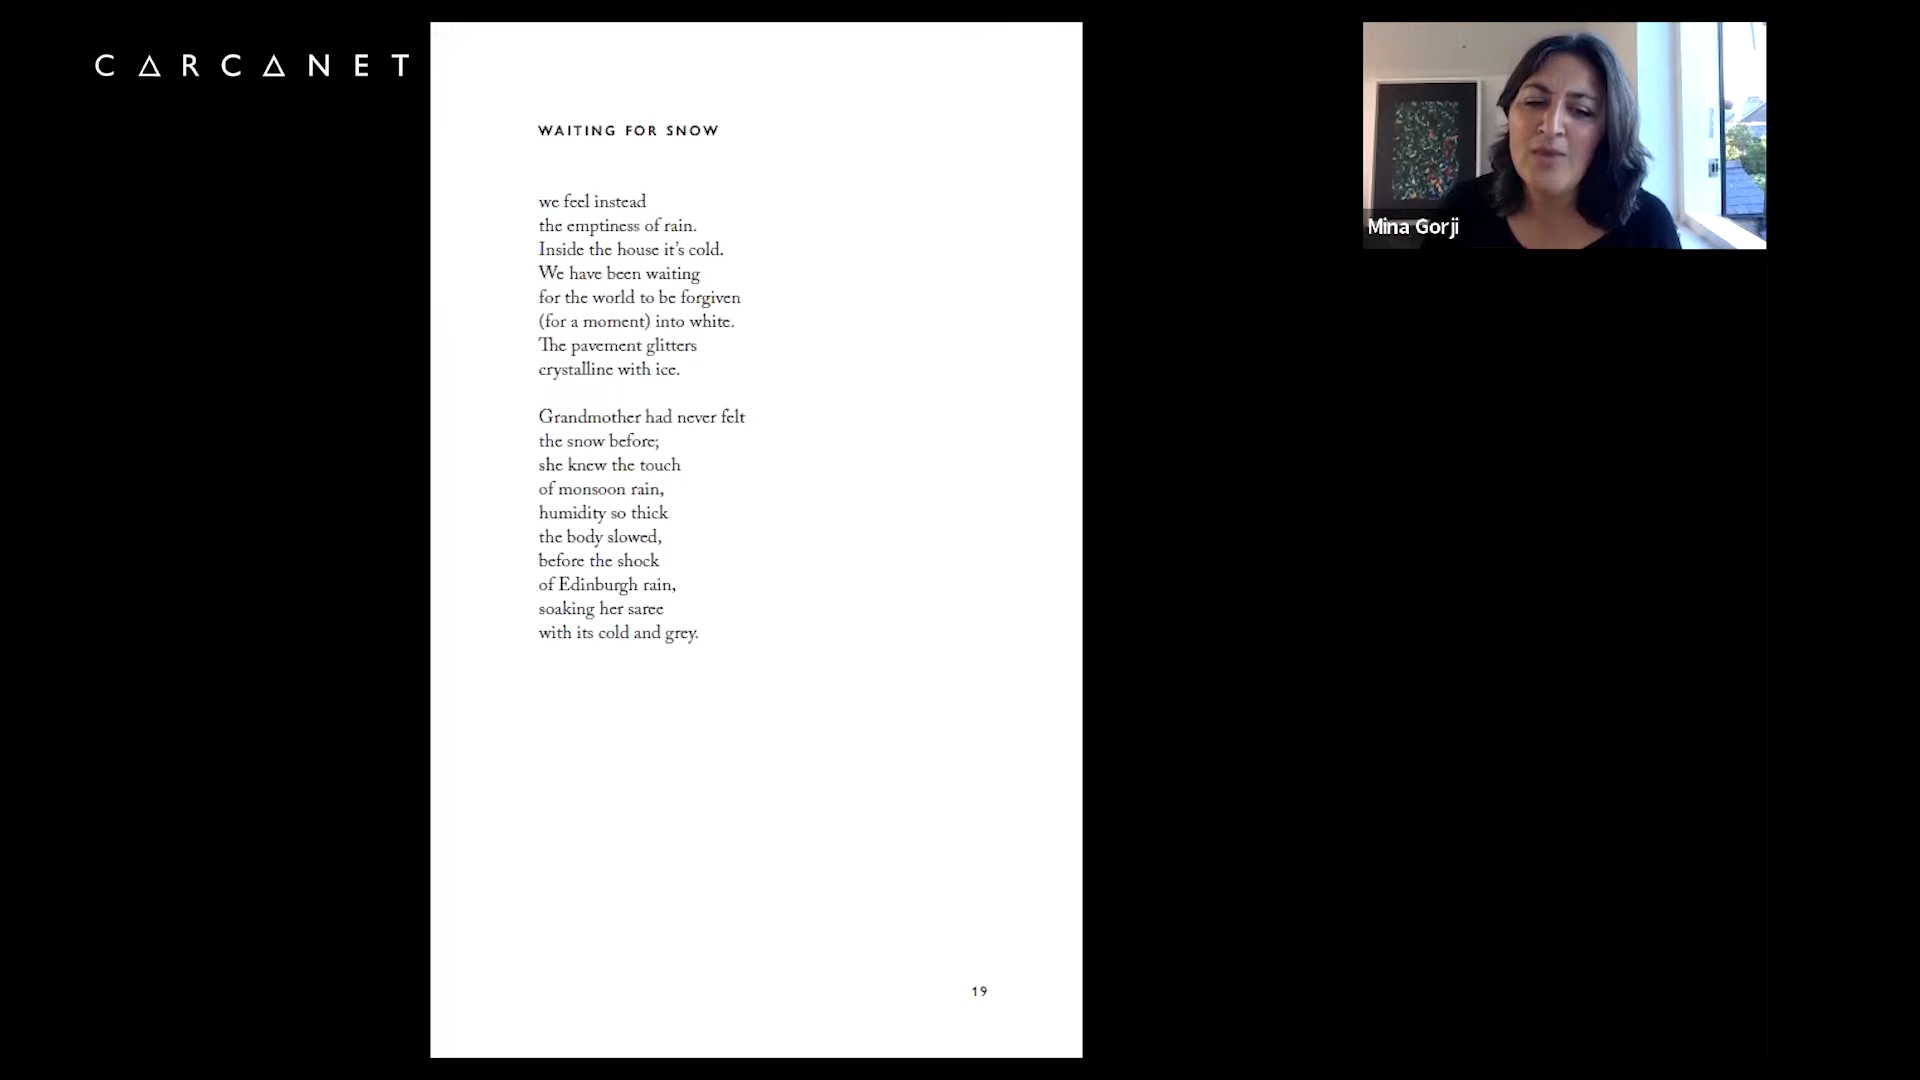 CARCANET
WAITING FOR SNOW
we feel instead
the emptiness of rain.
Inside the house it’s cold.
We have been waiting
for the world to be forgiven
(for a moment) into white.
The pavement glitters
crystalline with ice.
Grandmother had never felt
the snow before;
she knew the touch
of monsoon rain,
humidity so thick
the body slowed,
before the shock
of Edinburgh rain,
soaking her saree
with its cold and grey.
19
Mina Gorji